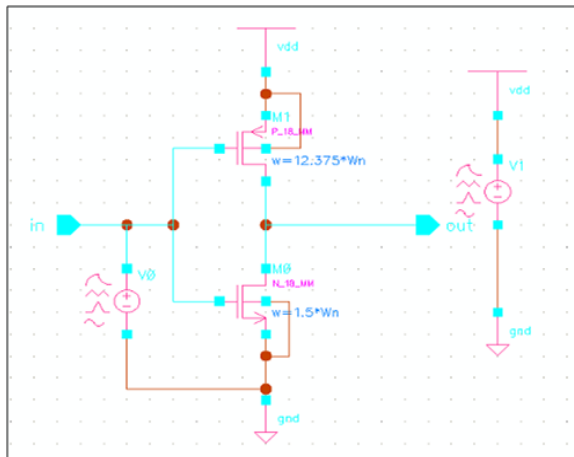 vdd
M1
P_18_MM
w=12.375*Wn
vdd
V1
in
out
V0
M0
N_18_MM
w=1.5*Wn
gnd
gnd